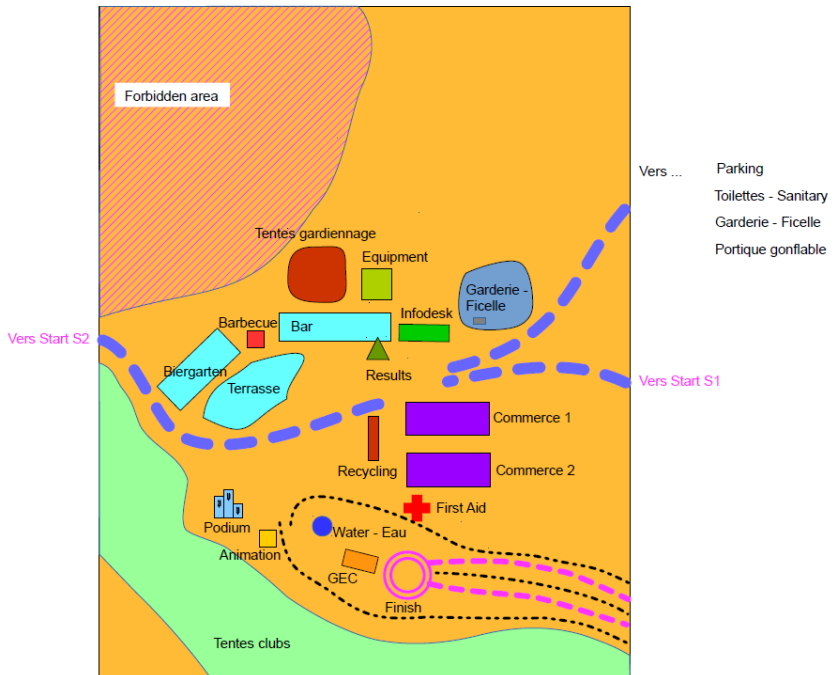 Forbidden area
Vers ... Parking
Toilettes - Sanitary
Garderie - Ficelle
Portique gonflable
Tentes gardiennage
Equipment
Garderie -
Ficelle
Infodesk
Barbecue
Bar
Vers Start S2
Biergarten
Terrasse
Results
Vers Start S1
Commerce 1
Recycling
Commerce 2
First Aid
Podium
Water - Eau
Animation
GEC
Finish
Tentes clubs